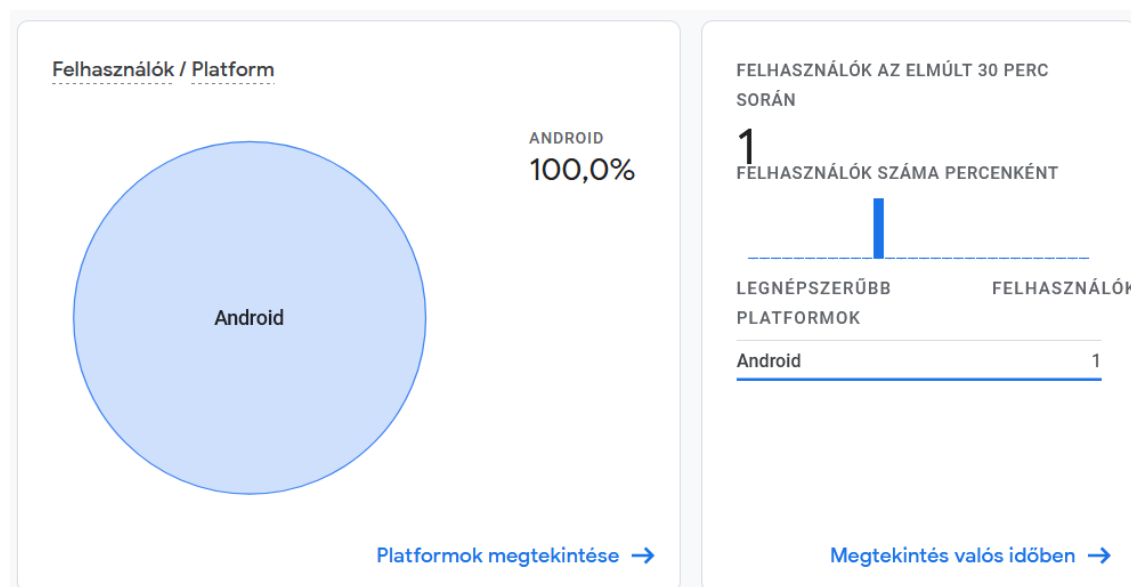 Felhasználók / Platform
ANDROID
100,0%
Android
Platformok megtekintése
FELHASZNÁLÓK AZ ELMÚLT 30 PERC
SORÁN
1
FELHASZNÁLÓK SZÁMA PERCENKÉNT
LEGNÉPSZERŰBB FELHASZNÁLÓK
PLATFORMOK
Android 1
Megtekintés valós időben